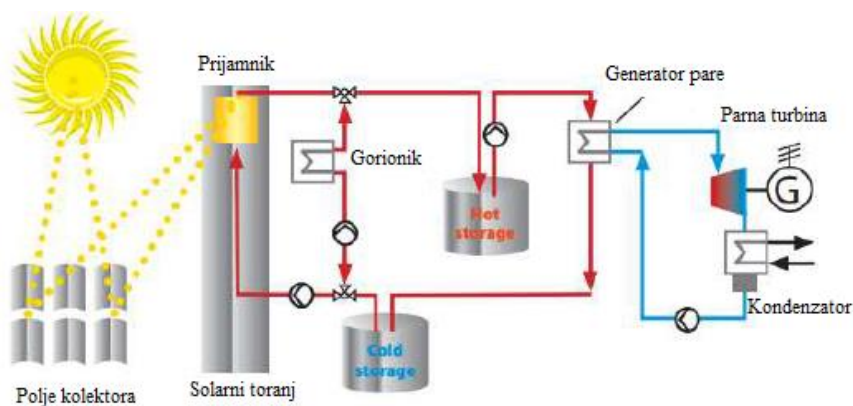 Prijamnik
Generator pare
Gorionik
Parna turbina
Hot
storage
G
Cold
storage
Kondenzator
Polje kolektora
Solarni toranj